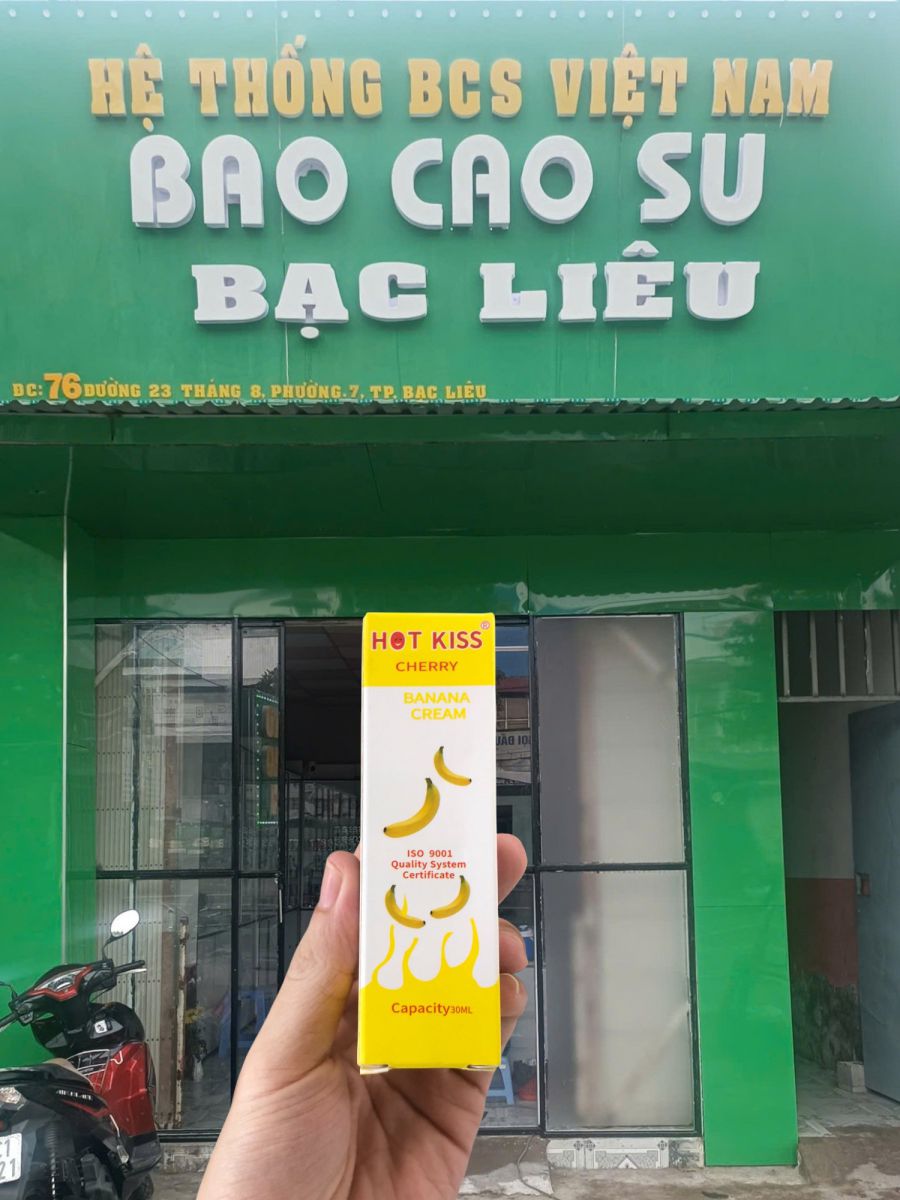 HỆ THỐNG BCS VIỆT NAM
BAO CAO SU
BẠC LIÊU
ĐC: 76 ĐƯỜNG 23 THÁNG 8, PHƯỜNG.7, TP. BẠC LIÊU
HOT KISS®
CHERRY
BANANA
CREAM
ISO 9001
Quality System
Certificate
Capacity30ML